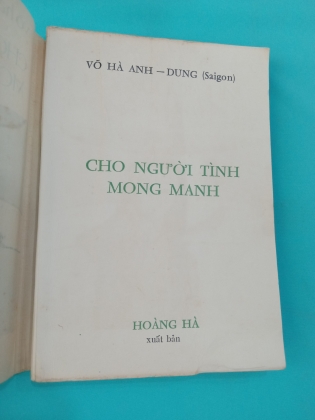 VÕ HÀ ANH — DUNG (Saigon)
CHO NGƯỜI TÌNH
MONG MANH
HOÀNG HÀ
xuất bản